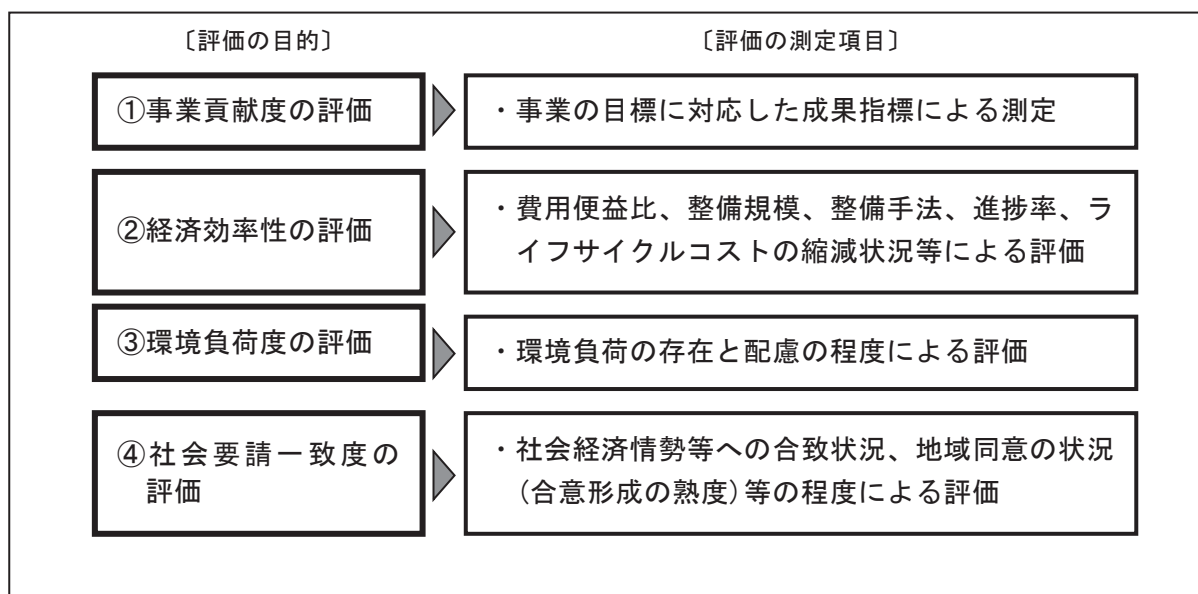 〔評価の目的〕
〔評価の測定項目〕
①事業貢献度の評価
・事業の目標に対応した成果指標による測定
②経済効率性の評価
・費用便益比、整備規模、整備手法、進捗率、ラ
イフサイクルコストの縮減状況等による評価
③環境負荷度の評価
・環境負荷の存在と配慮の程度による評価
④社会要請一致度の
評価
・社会経済情勢等への合致状況、地域同意の状況
(合意形成の熟度)等の程度による評価